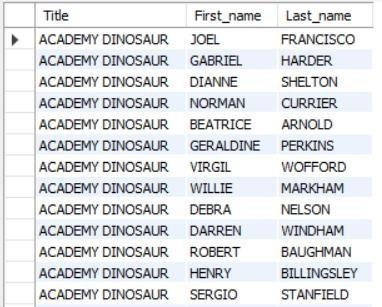 Title First_name Last_name
ACADEMY DINOSAUR JOEL FRANCISCO
ACADEMY DINOSAUR GABRIEL HARDER
ACADEMY DINOSAUR DIANNE SHELTON
ACADEMY DINOSAUR NORMAN CURRIER
ACADEMY DINOSAUR BEATRICE ARNOLD
ACADEMY DINOSAUR GERALDINE PERKINS
ACADEMY DINOSAUR VIRGIL WOFFORD
ACADEMY DINOSAUR WILLIE MARKHAM
ACADEMY DINOSAUR DEBRA NELSON
ACADEMY DINOSAUR DARREN WINDHAM
ACADEMY DINOSAUR ROBERT BAUGHMAN
ACADEMY DINOSAUR HENRY BILLINGSLEY
ACADEMY DINOSAUR SERGIO STANFIELD